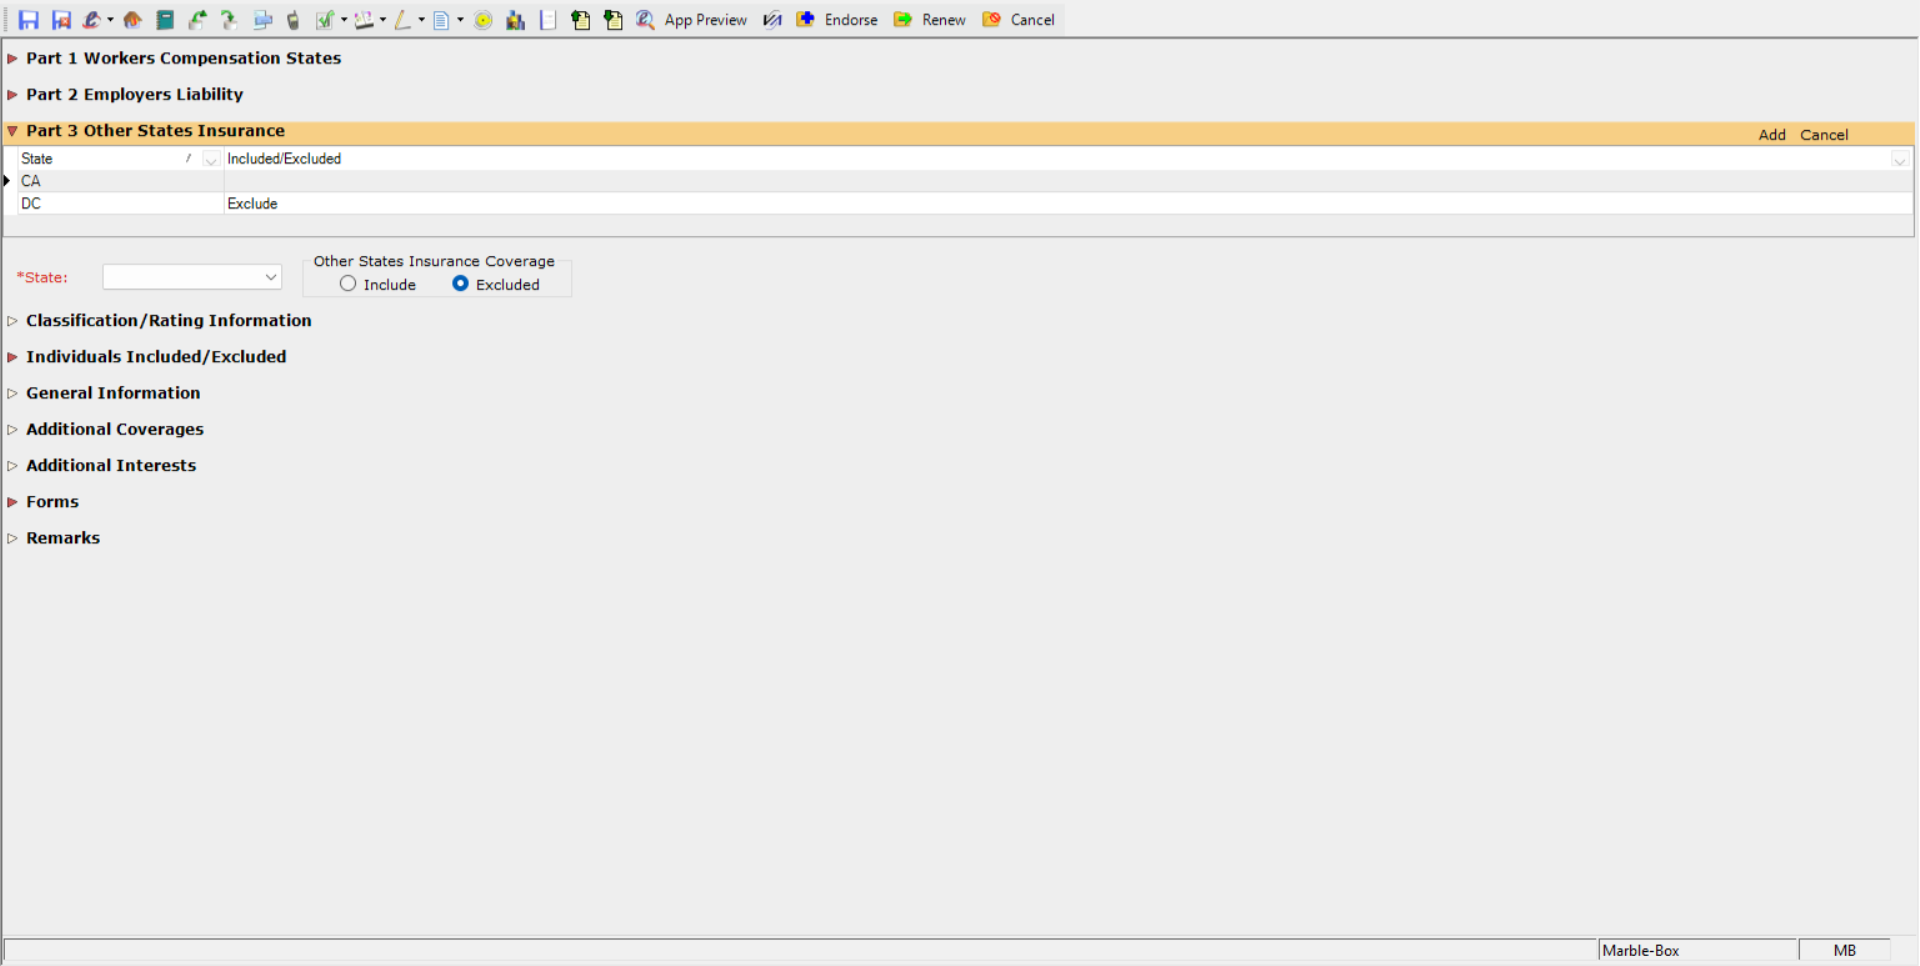 App Preview Endorse Renew Cancel
Part 1 Workers Compensation States
Part 2 Employers Liability
Part 3 Other States Insurance Add Cancel
State / Included/Excluded
CA
DC Exclude
Other States Insurance Coverage
*State: Include Excluded
Classification/Rating Information
Individuals Included/Excluded
General Information
Additional Coverages
Additional Interests
Forms
Remarks
Marble-Box MB